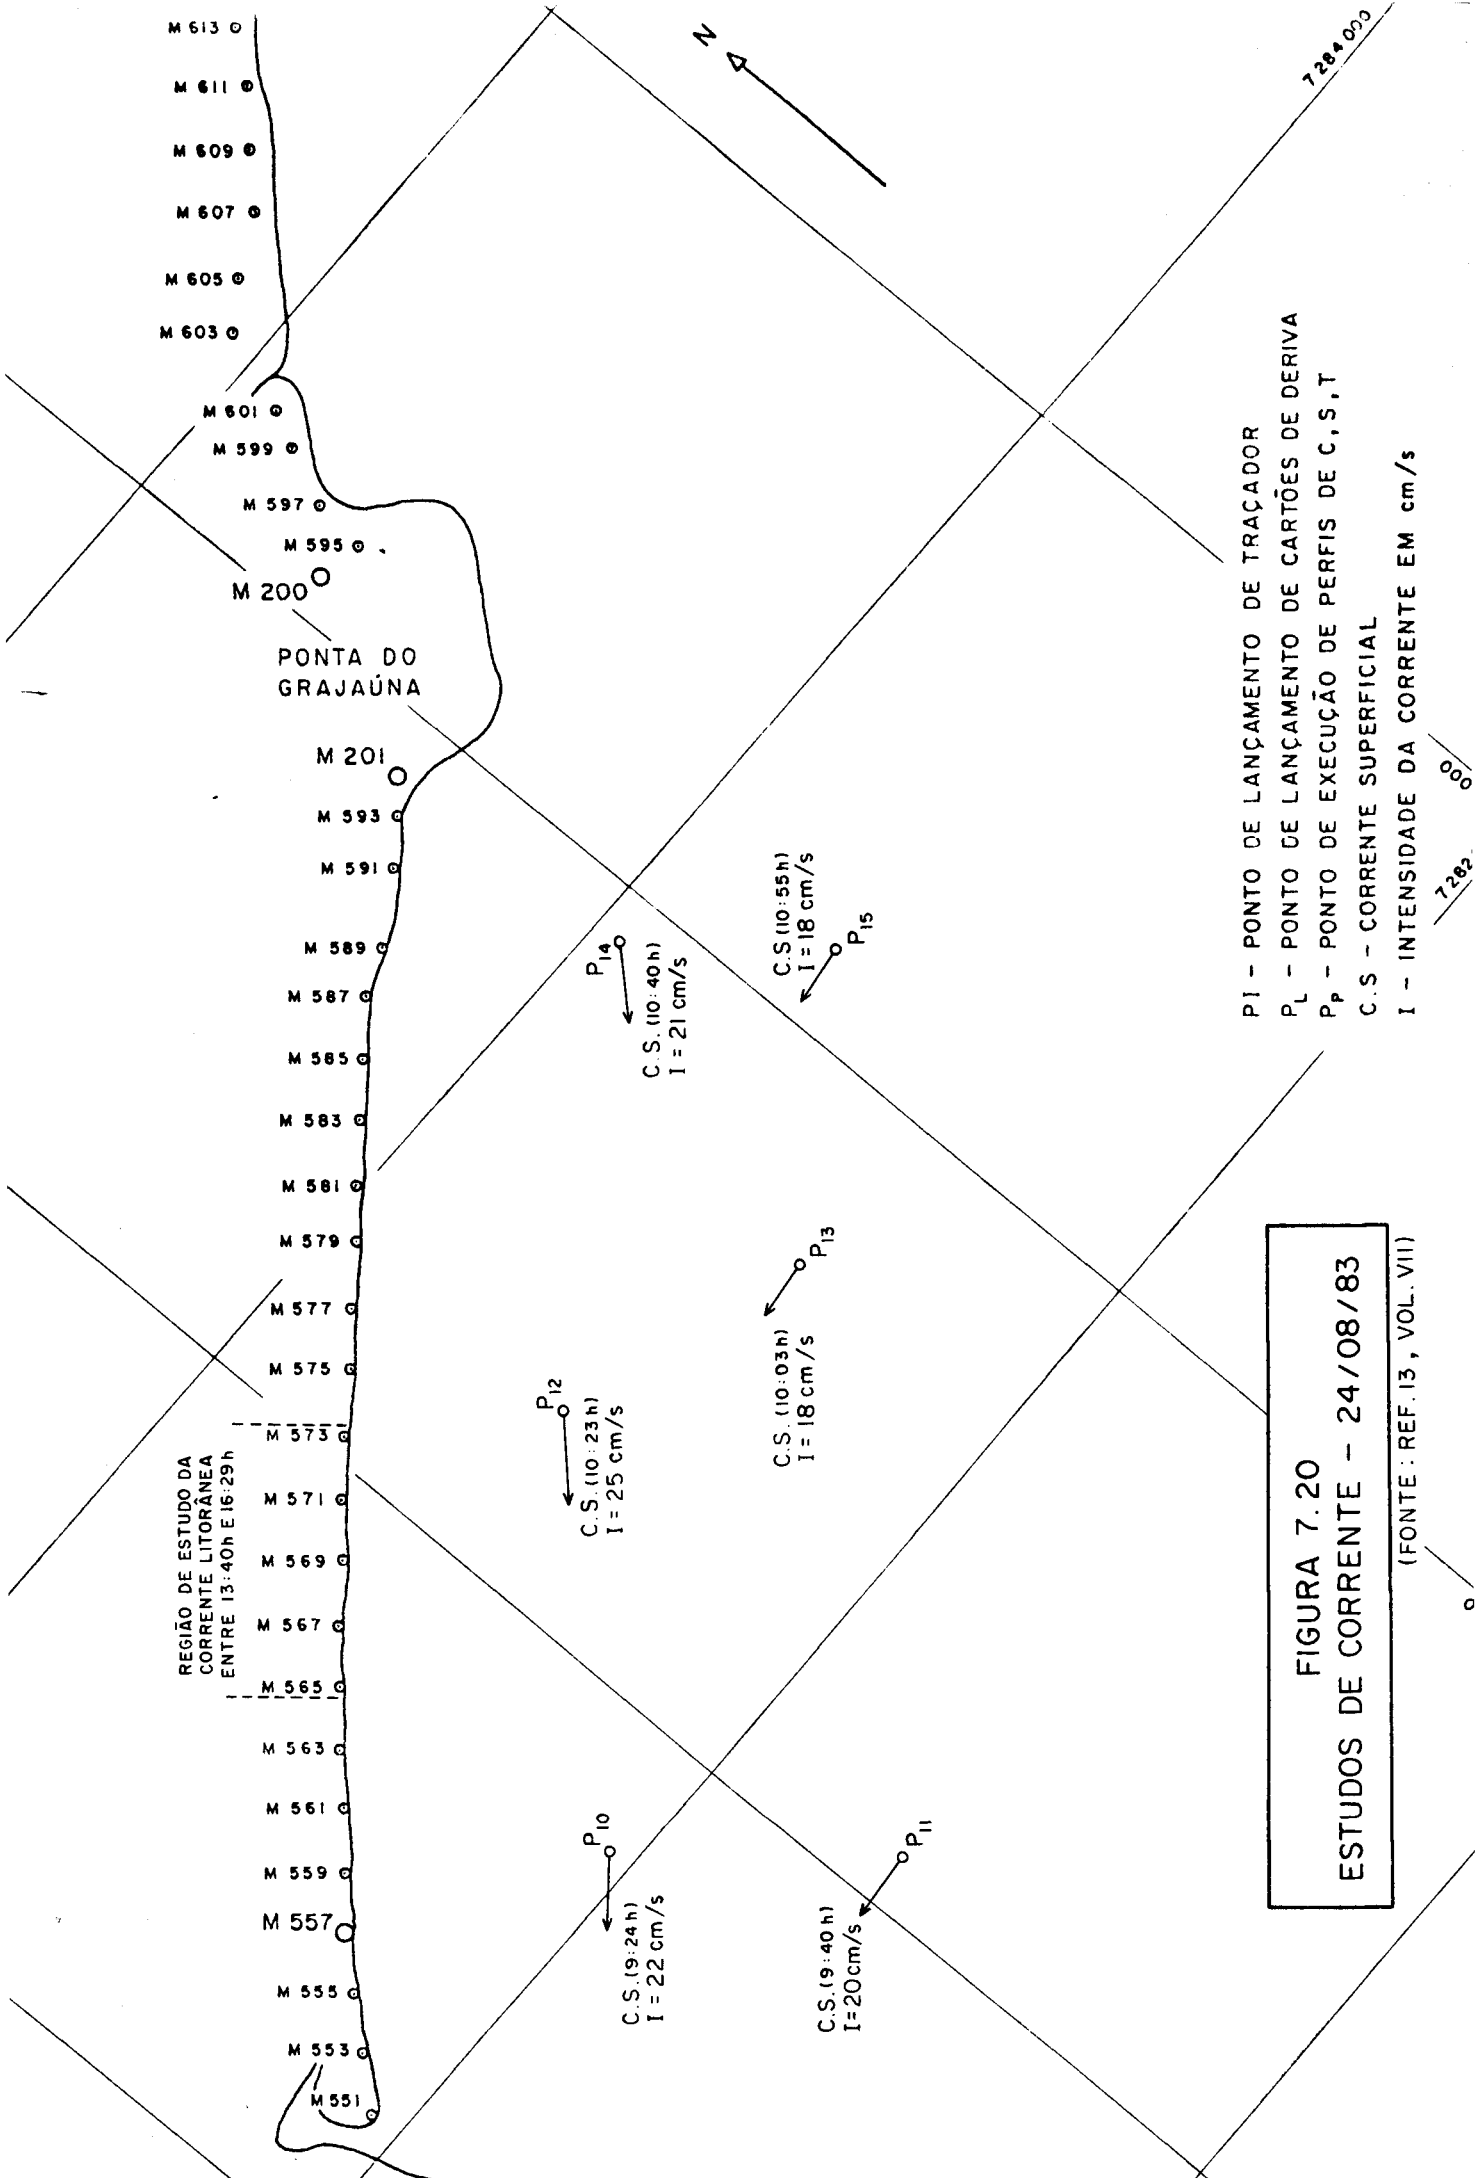 M 613
M 611
M 609
M 607
M 605
M 603
M 601
M 599
M 597
M 595
M 200
PONTA DO
GRAJAÚNA
M 201
M 593
M 591
M 589
M 587
M 585
M 583
M 581
M 579
M 577
M 575
M 573
M 571
M 569
M 567
M 565
M 563
M 561
M 559
M 557
M 555
M 553
M 551
REGIÃO DE ESTUDO DA
CORRENTE LITORÂNEA
ENTRE 13:40h E 16:29h
N
7284000
7282 000
P14
C.S. (10:40h)
I = 21 cm/s
C.S (10:55h)
I = 18 cm/s
P15
P13
C.S. (10:03h)
I = 18 cm/s
P12
C.S. (10:23h)
I = 25 cm/s
P10
C.S. (9:24h)
I = 22 cm/s
P11
C.S. (9:40h)
I = 20 cm/s
PI - PONTO DE LANÇAMENTO DE TRAÇADOR
PL - PONTO DE LANÇAMENTO DE CARTÕES DE DERIVA
PP - PONTO DE EXECUÇÃO DE PERFIS DE C,S,T
C.S - CORRENTE SUPERFICIAL
I - INTENSIDADE DA CORRENTE EM cm/s
FIGURA 7.20
ESTUDOS DE CORRENTE - 24/08/83
(FONTE: REF.13, VOL. VII)